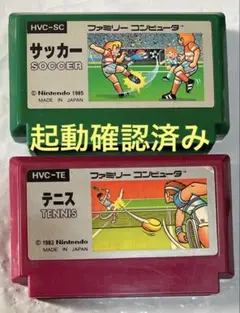 HVC-SC
ファミリー コンピュータ
サッカー
SOCCER
© 1985 Nintendo
MADE IN JAPAN
起動確認済み
HVC-TE
ファミリー コンピュータ
テニス
TENNIS
© 1983 Nintendo
MADE IN JAPAN